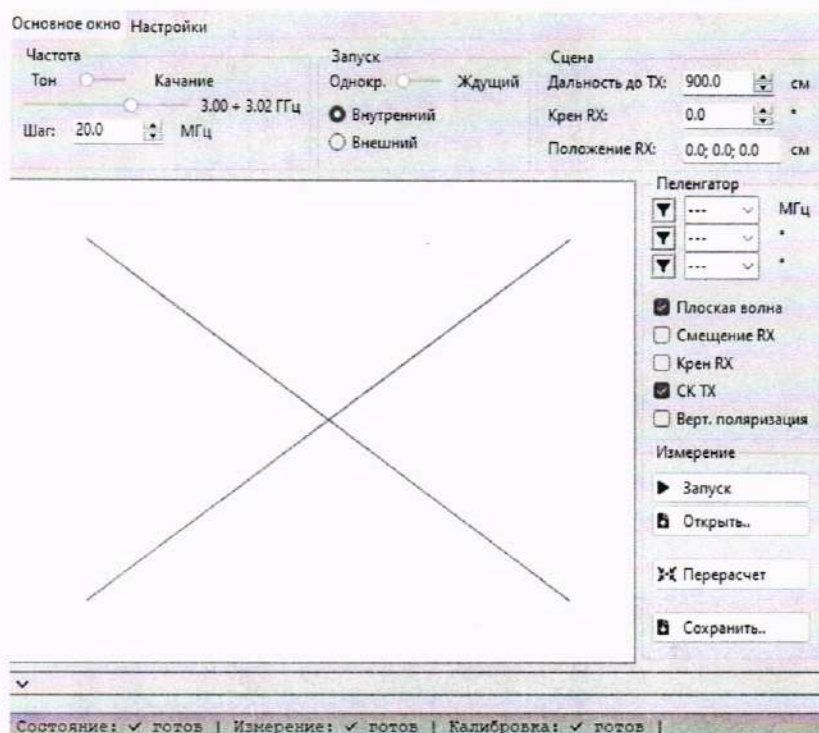 Основное окно Настройки
Частота
Тон Качание
3.00 ÷ 3.02 ГГц
Шаг: 20.0 МГц
Запуск
Однокр. Ждущий
Внутренний
Внешний
Сцена
Дальность до TX: 900.0 см
Крен RX: 0.0 °
Положение RX: 0.0; 0.0; 0.0 см
Пеленгатор
--- МГц
--- °
--- °
Плоская волна
Смещение RX
Крен RX
СК TX
Верт. поляризация
Измерение
Запуск
Открыть..
Перерасчет
Сохранить..
Состояние: ✓ готов | Измерение: ✓ готов | Калибровка: ✓ готов |